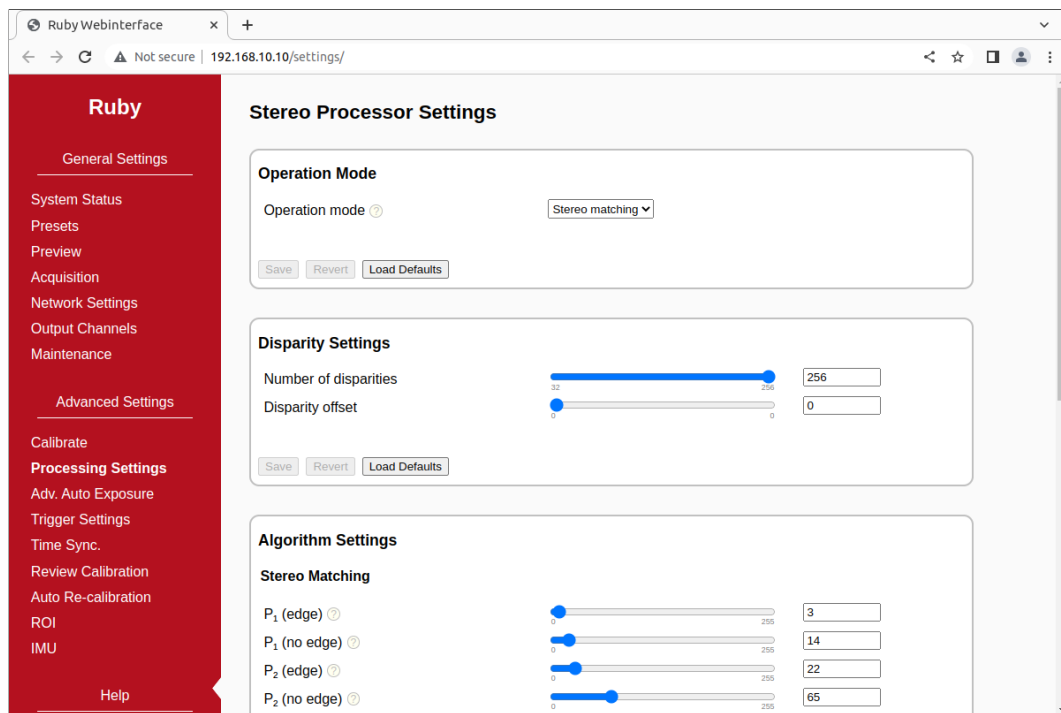 Ruby Webinterface
Not secure
192.168.10.10/settings/
Ruby
General Settings
System Status
Presets
Preview
Acquisition
Network Settings
Output Channels
Maintenance
Advanced Settings
Calibrate
Processing Settings
Adv. Auto Exposure
Trigger Settings
Time Sync.
Review Calibration
Auto Re-calibration
ROI
IMU
Help
Stereo Processor Settings
Operation Mode
Operation mode ? Stereo matching
Save Revert Load Defaults
Disparity Settings
Number of disparities 256
32 256
Disparity offset 0
0 0
Save Revert Load Defaults
Algorithm Settings
Stereo Matching
P₁ (edge) ? 3
0 255
P₁ (no edge) ? 14
0 255
P₂ (edge) ? 22
0 255
P₂ (no edge) ? 65
0 255